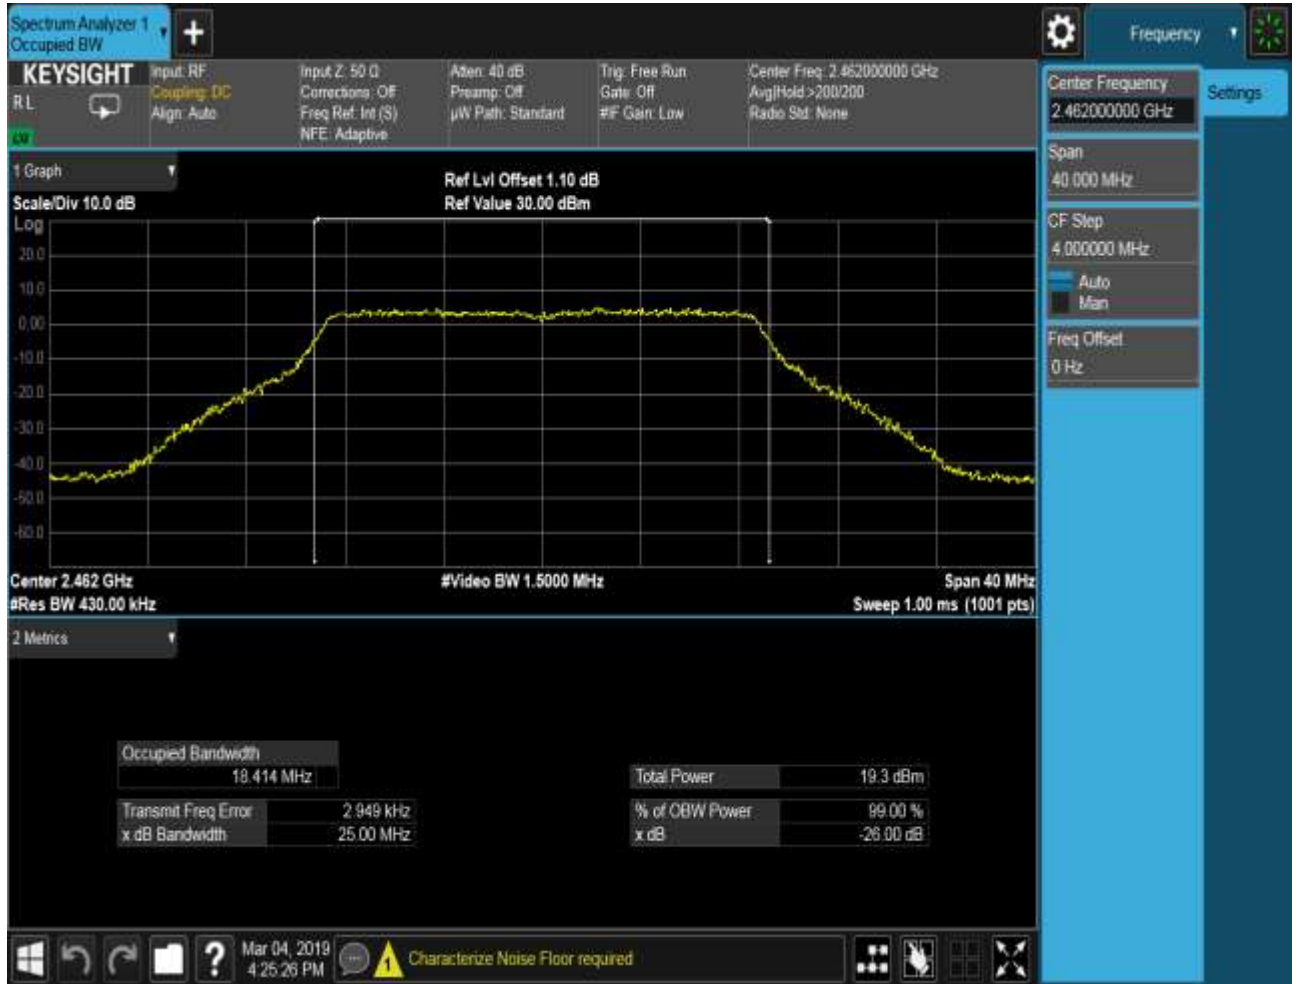 Spectrum Analyzer 1
Occupied BW
Frequency
KEYSIGHT
RL
Input: RF
Coupling: DC
Align: Auto
Input Z: 50 Ω
Corrections: Off
Freq Ref: Int (S)
NFE: Adaptive
Atten: 40 dB
Preamp: Off
µW Path: Standard
Trig: Free Run
Gate: Off
#IF Gain: Low
Center Freq: 2.462000000 GHz
Avg|Hold:>200/200
Radio Std: None
Center Frequency
2.462000000 GHz
Settings
Span
40.000 MHz
CF Step
4.000000 MHz
Auto
Man
Freq Offset
0 Hz
1 Graph
Scale/Div 10.0 dB
Ref Lvl Offset 1.10 dB
Ref Value 30.00 dBm
Log
20.0
10.0
0.00
-10.0
-20.0
-30.0
-40.0
-50.0
-60.0
Center 2.462 GHz
#Video BW 1.5000 MHz
Span 40 MHz
#Res BW 430.00 kHz
Sweep 1.00 ms (1001 pts)
2 Metrics
Occupied Bandwidth
18.414 MHz
Total Power 19.3 dBm
Transmit Freq Error 2.949 kHz
% of OBW Power 99.00 %
x dB Bandwidth 25.00 MHz
x dB -26.00 dB
?
Mar 04, 2019
4:25:26 PM
1
Characterize Noise Floor required